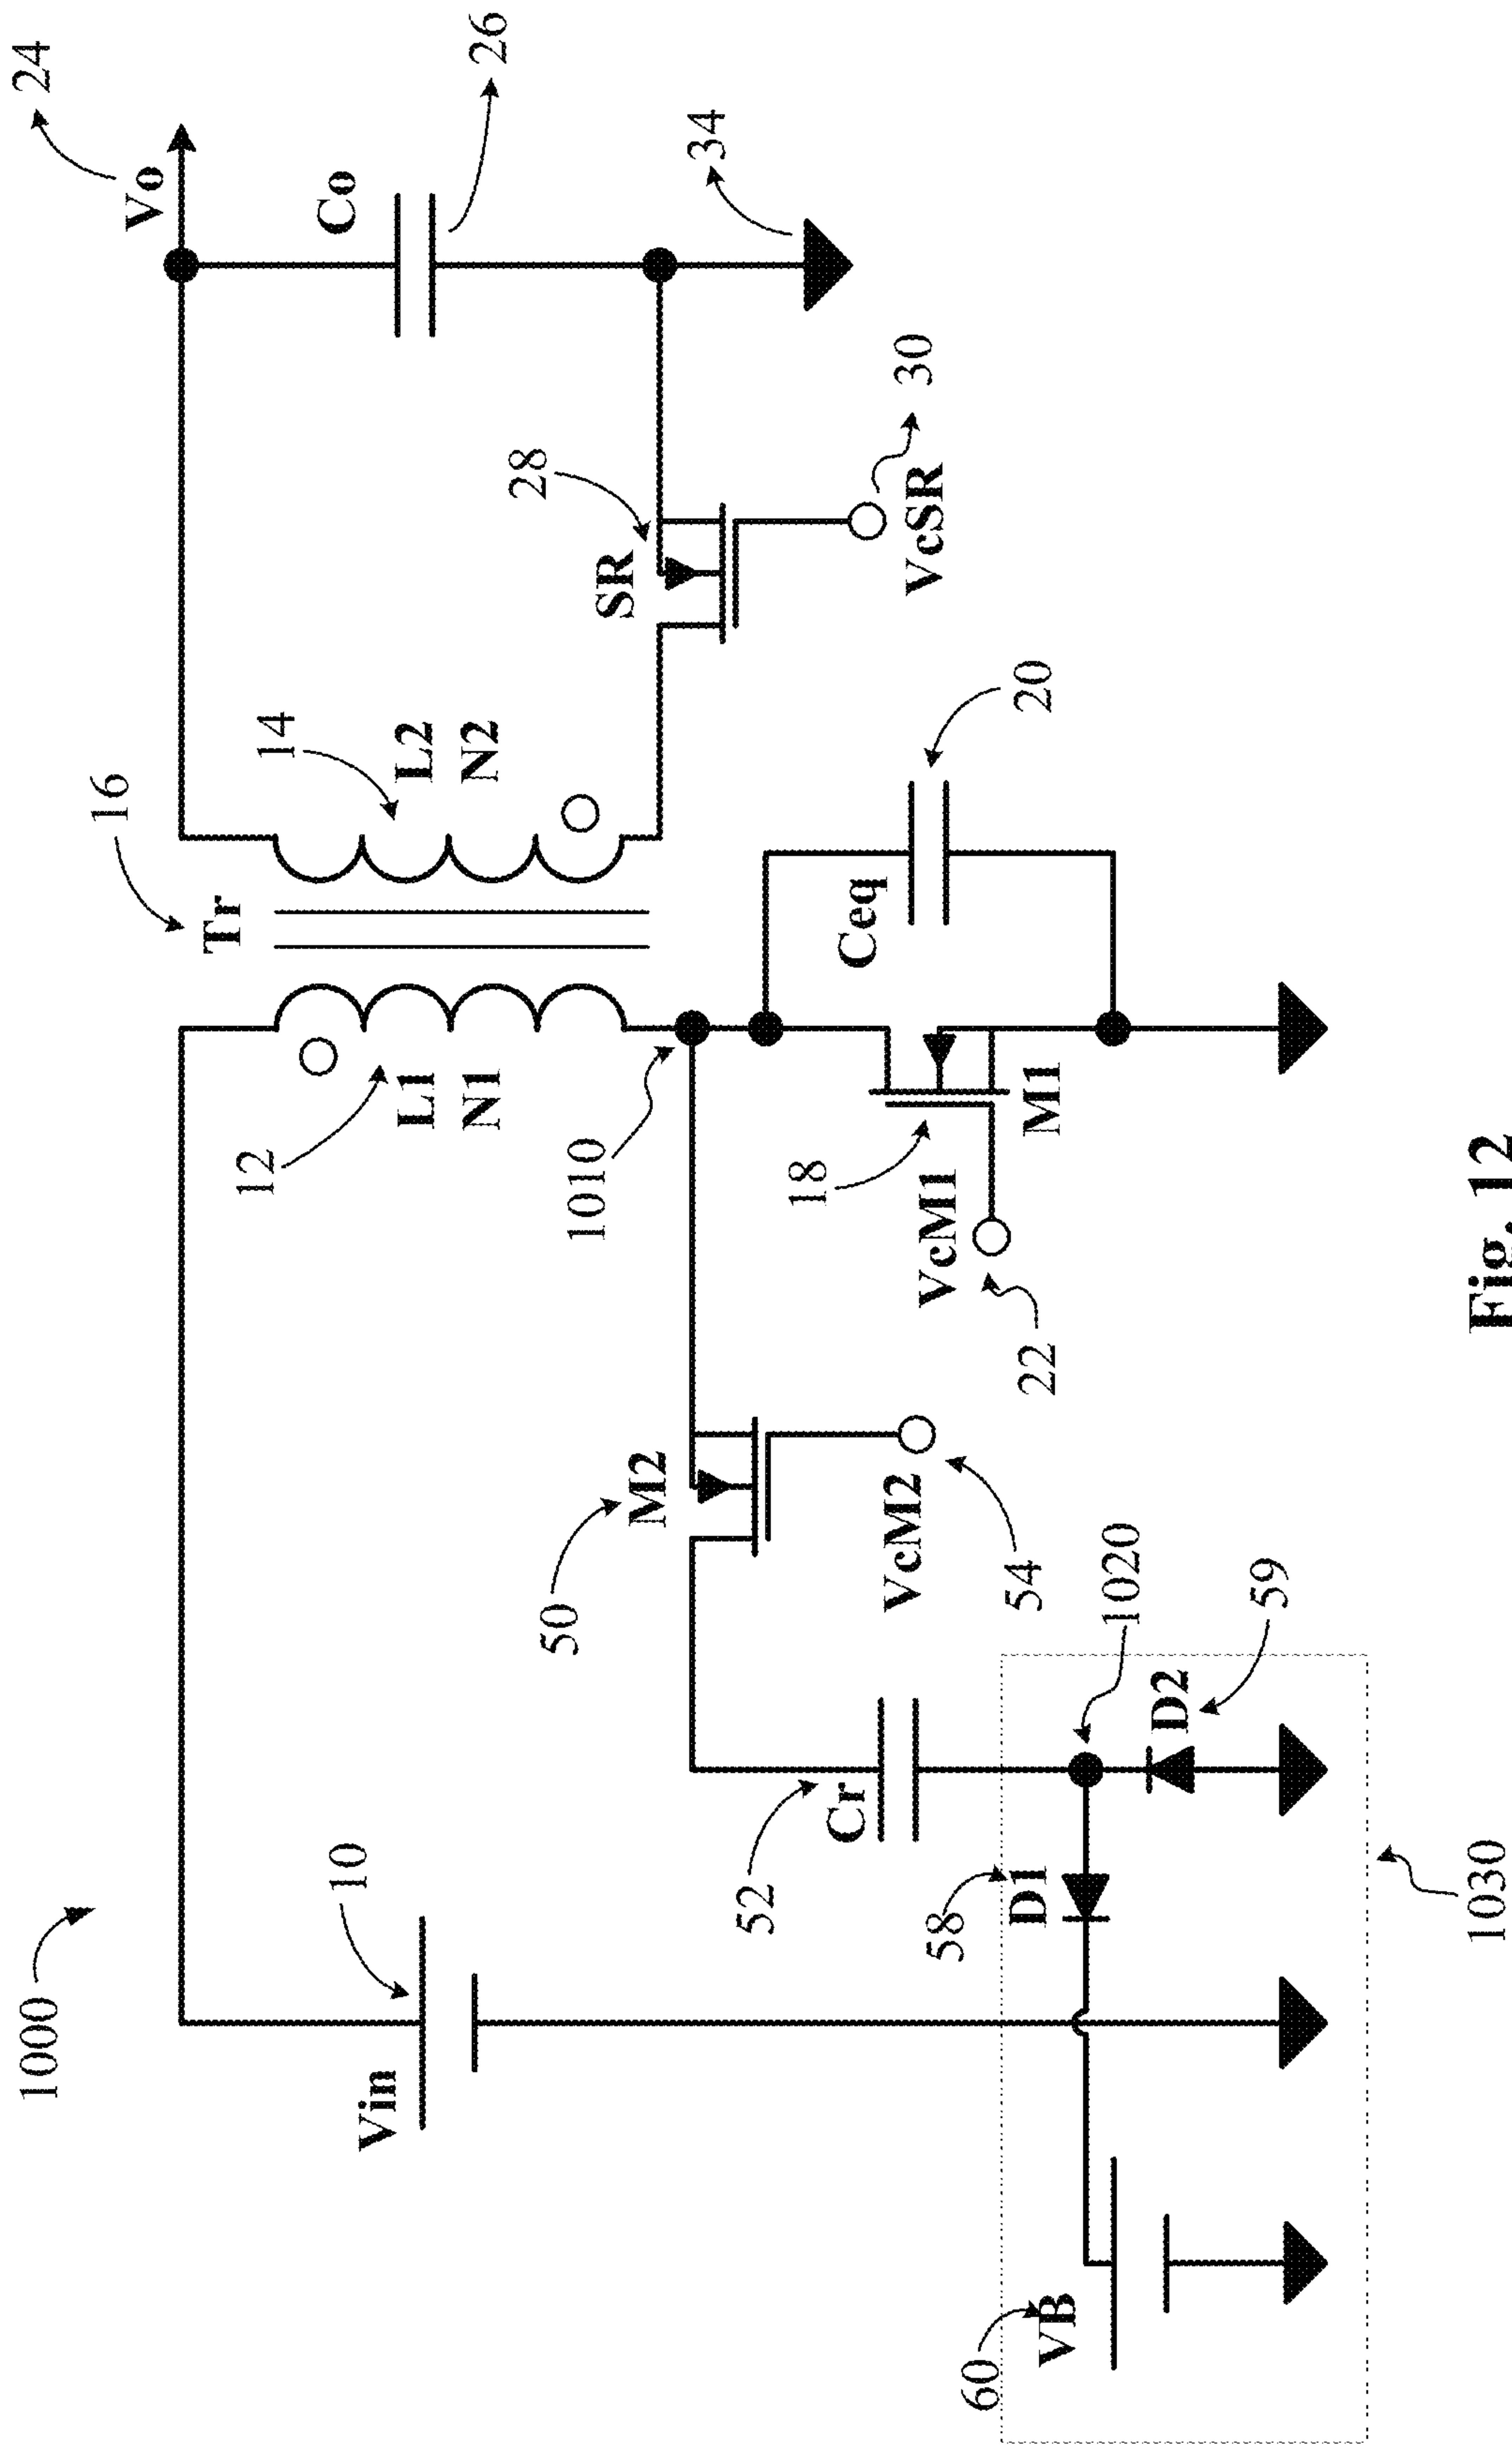 1000
24
Vo
16
Tr
14
L2
N2
Co
26
12
L1
N1
10
Vin
28
SR
34
50
M2
1010
30
VcSR
52
Cr
VcM2
54
18
VcM1
22
M1
Ceq
20
58
D1
1020
D2
59
60
VB
1030
Fig. 12